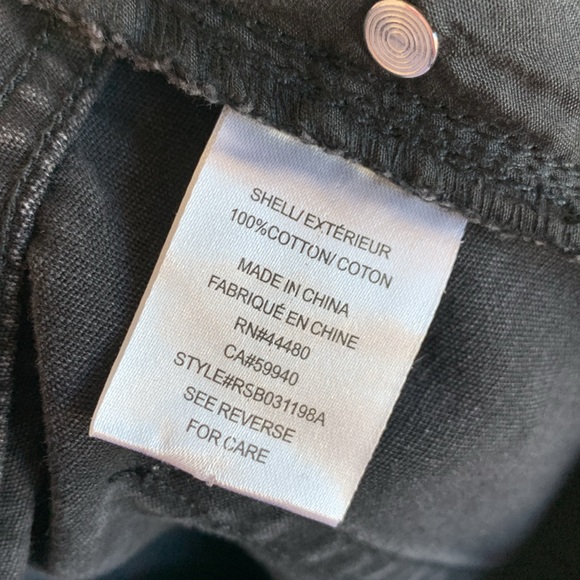 SHELL/EXTÉRIEUR
100%COTTON/COTON
MADE IN CHINA
FABRIQUÉ EN CHINE
RN#44480
CA#59940
STYLE#RSB031198A
SEE REVERSE
FOR CARE